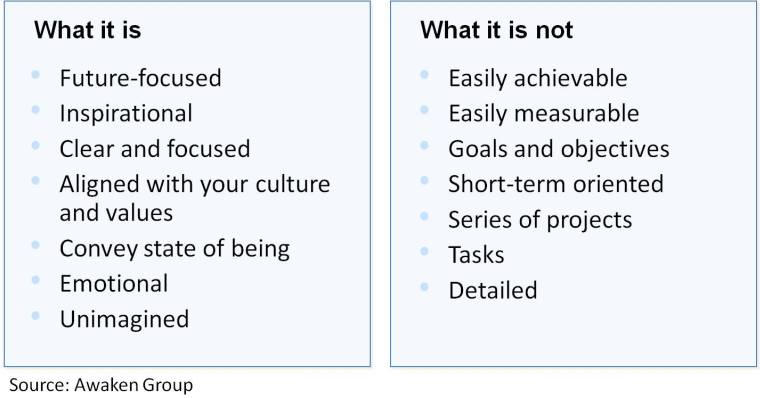 What it is
Future-focused
Inspirational
Clear and focused
Aligned with your culture
and values
Convey state of being
Emotional
Unimagined
What it is not
Easily achievable
Easily measurable
Goals and objectives
Short-term oriented
Series of projects
Tasks
Detailed
Source: Awaken Group